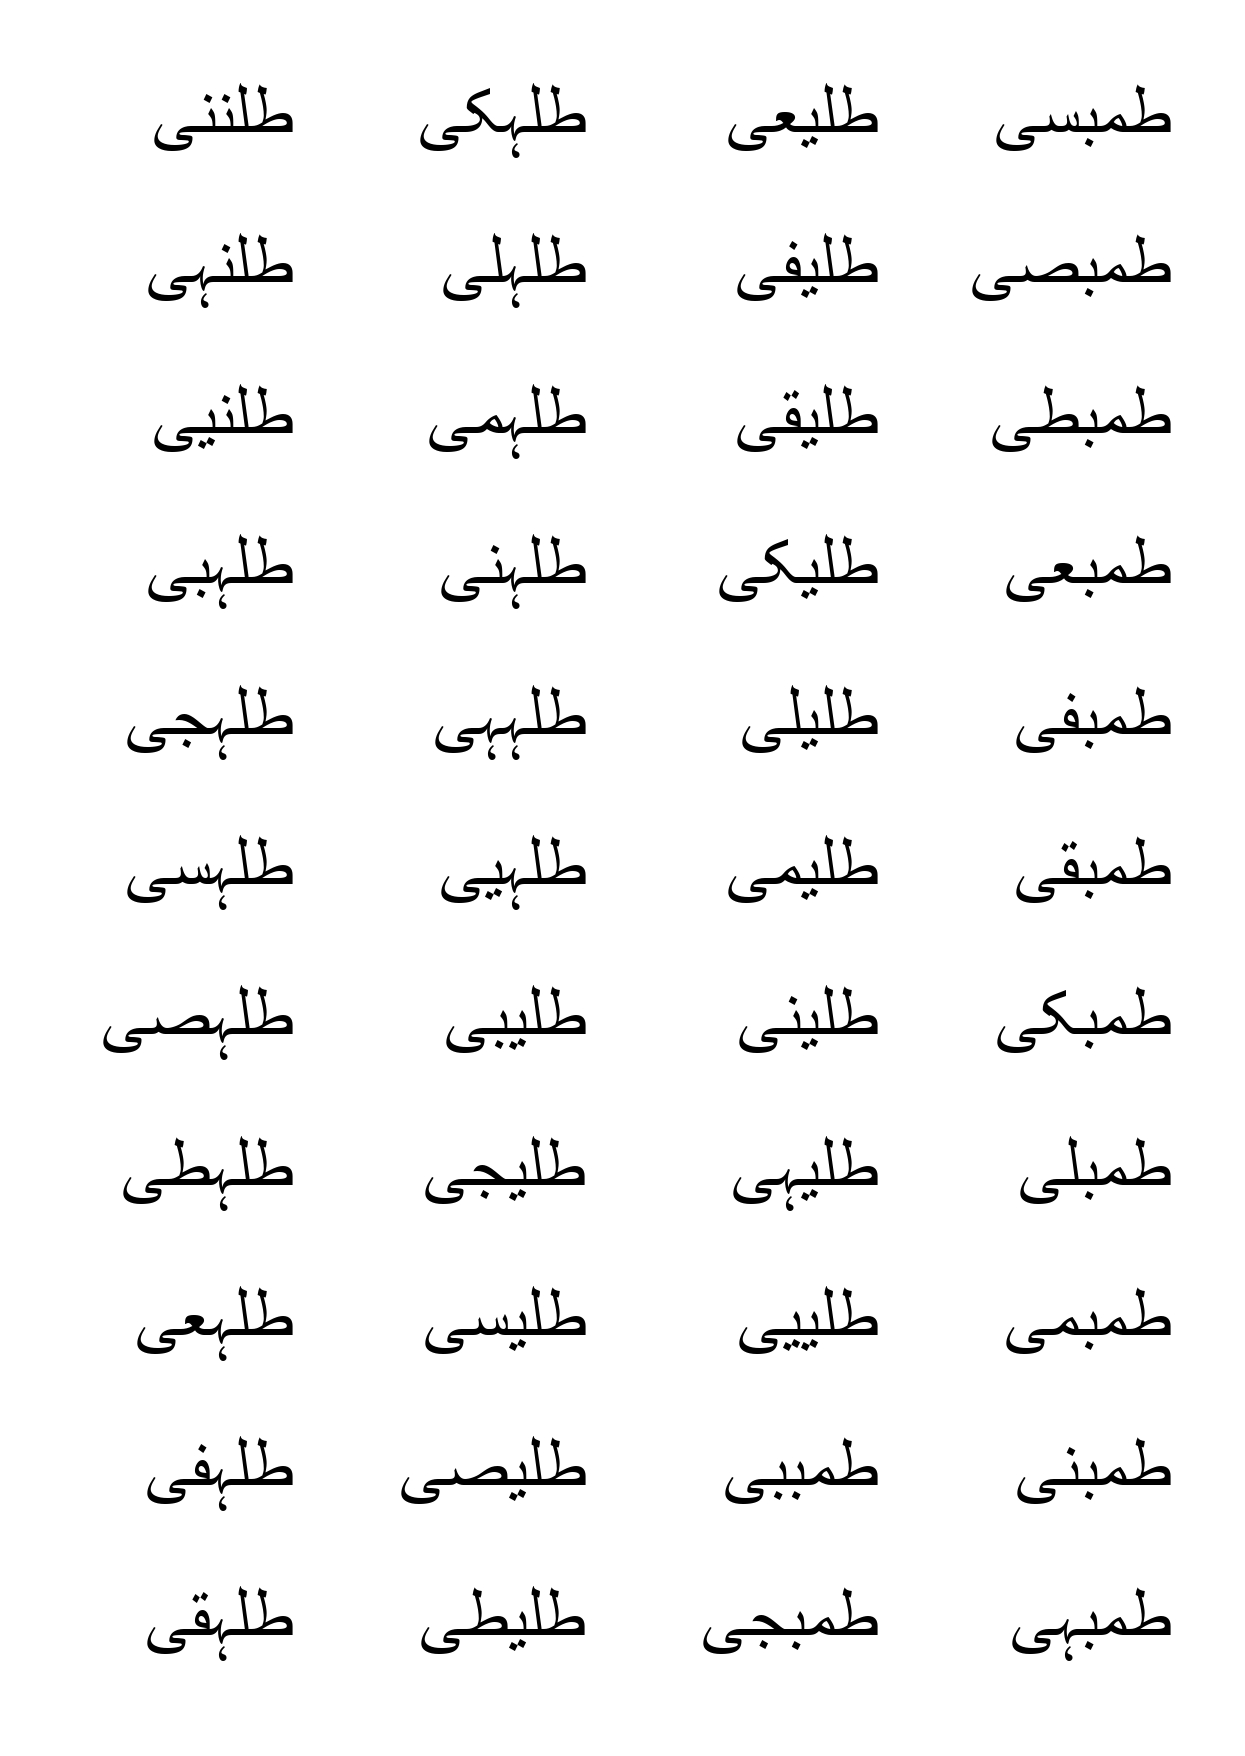 طمبسی طلیعی طلہکی طلننی
طمبصی طلیفی طلہلی طلنہی
طمبطی طلیقی طلہمی طلنیی
طمبعی طلیکی طلہنی طلہبی
طمبفی طلیلی طلہہی طلہجی
طمبقی طلیمی طلہیی طلہسی
طمبکی طلینی طلیبی طلہصی
طمبلی طلیہی طلیجی طلہطی
طمبمی طلییی طلیسی طلہعی
طمبنی طمببی طلیصی طلہفی
طمبہی طمبجی طلیطی طلہقی